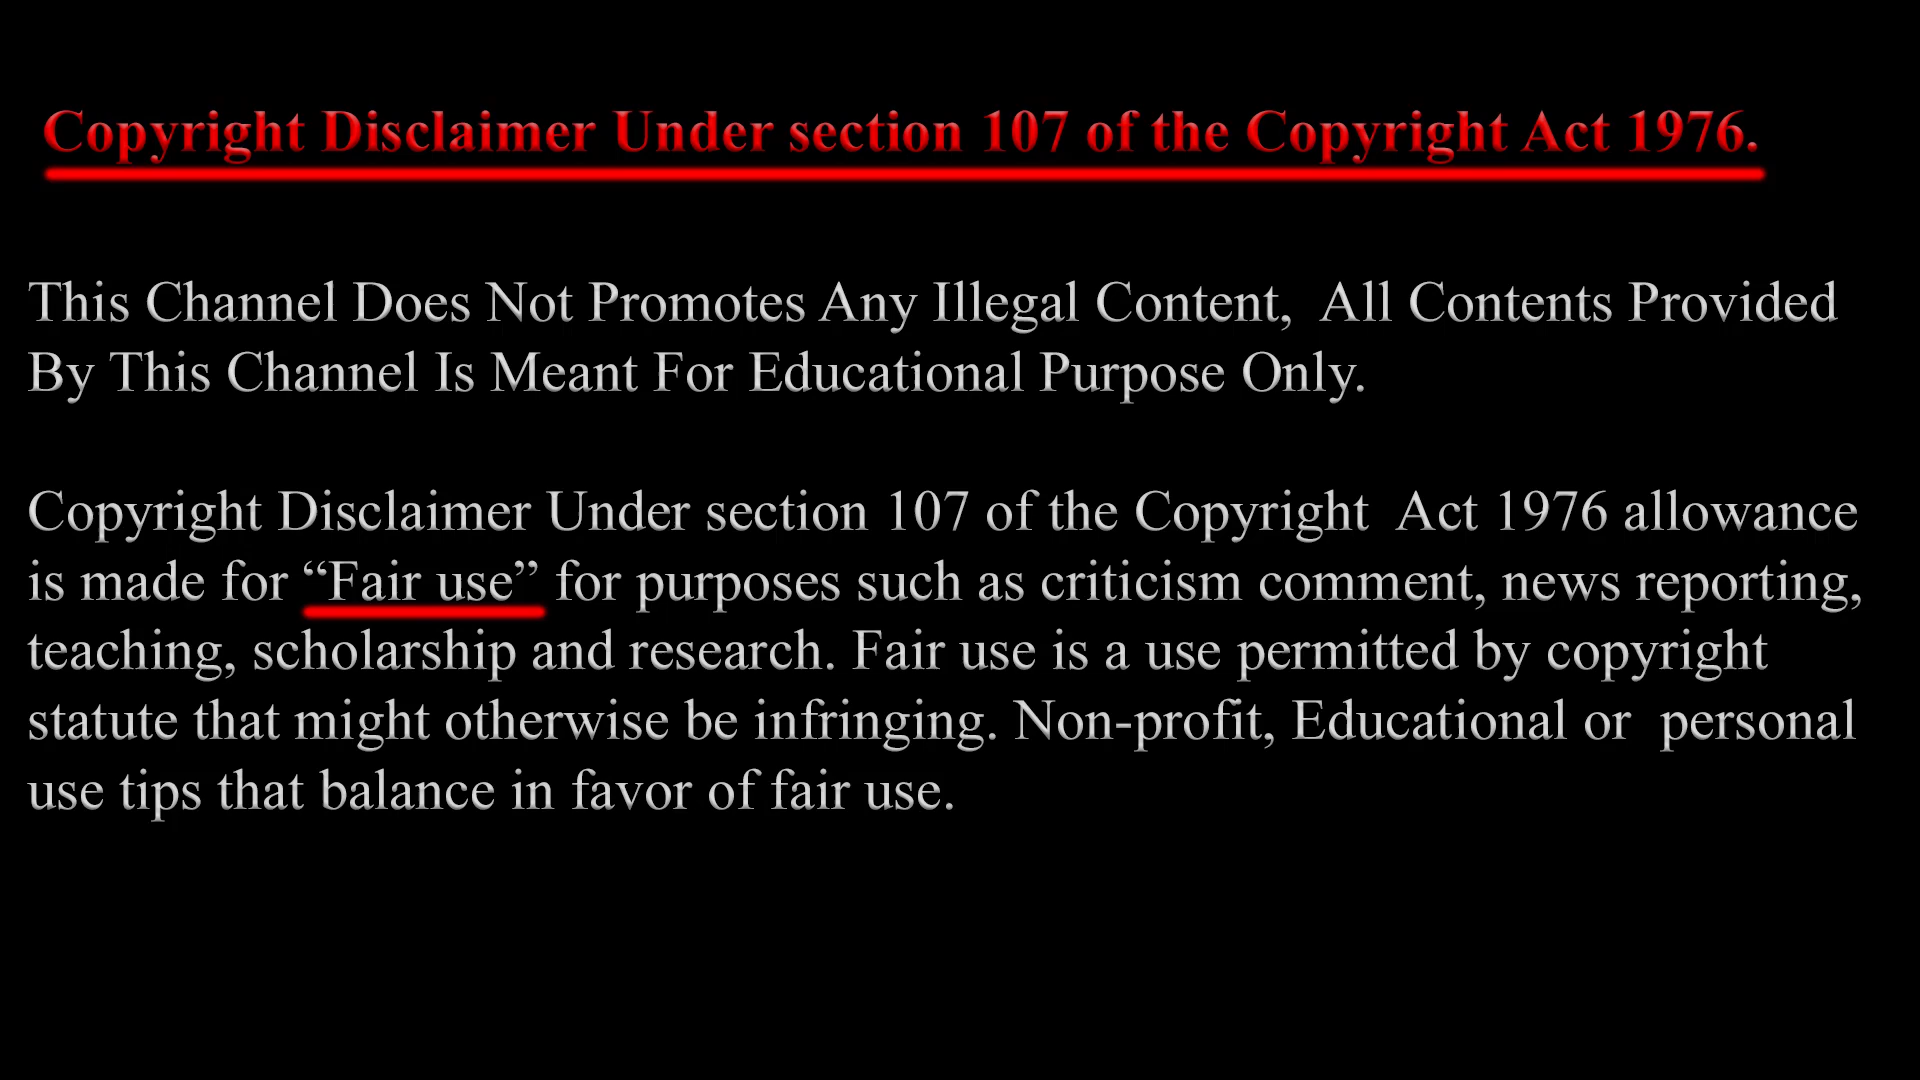 Copyright Disclaimer Under section 107 of the Copyright Act 1976.
This Channel Does Not Promotes Any Illegal Content,  All Contents Provided
By This Channel Is Meant For Educational Purpose Only.
Copyright Disclaimer Under section 107 of the Copyright  Act 1976 allowance
is made for “Fair use” for purposes such as criticism comment, news reporting,
teaching, scholarship and research. Fair use is a use permitted by copyright
statute that might otherwise be infringing. Non-profit, Educational or  personal
use tips that balance in favor of fair use.